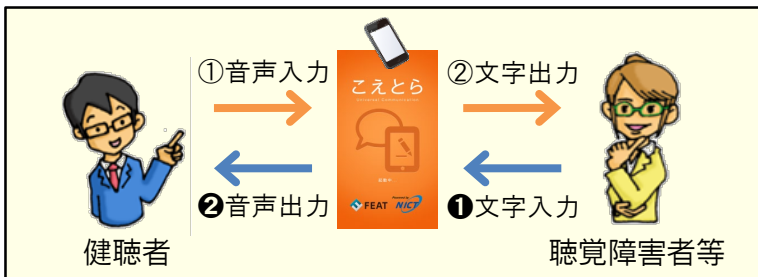 ①音声入力
②文字出力
こえとら
❷音声出力
❶文字入力
FEAT
NICT
健聴者
聴覚障害者等